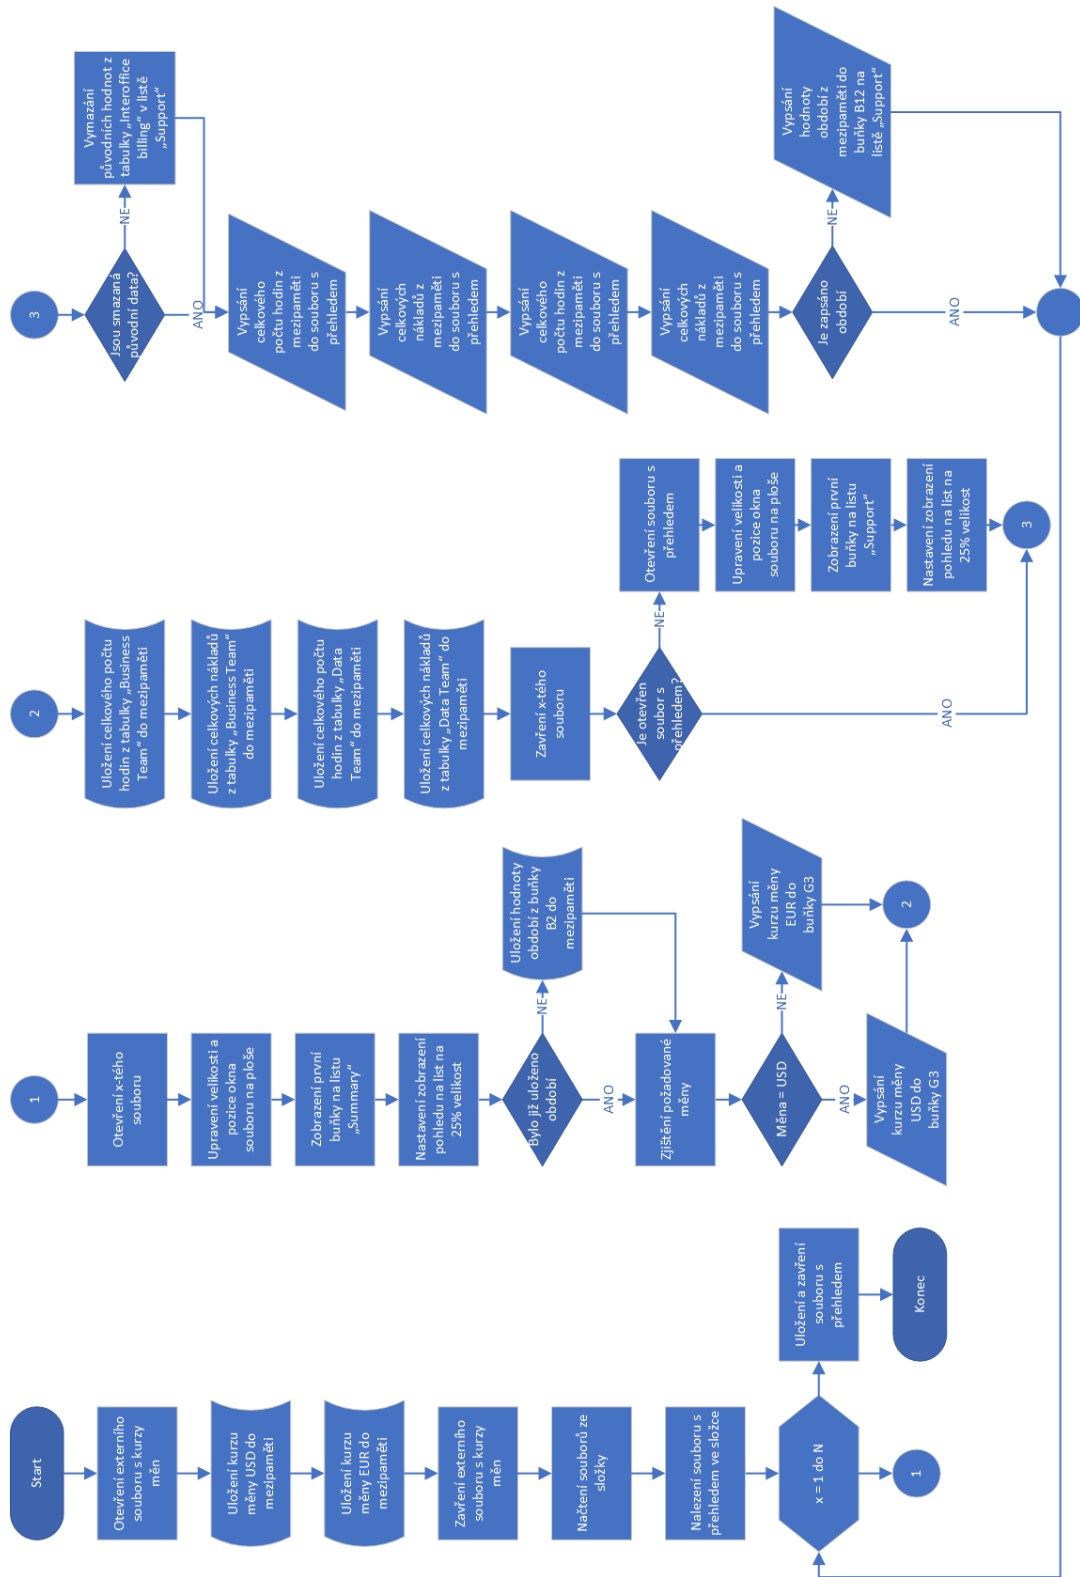 Start
Otevření externího
souboru s kurzy
měn
Uložení kurzu
měny USD do
mezipaměti
Uložení kurzu
měny EUR do
mezipaměti
Zavření externího
souboru s kurzy
měn
Načtení souborů ze
složky
Nalezení souboru s
přehledem ve složce
x = 1 do N
1
Uložení a zavření
souboru s
přehledem
Konec
1
Otevření x-tého
souboru
Upravení velikosti a
pozice okna
souboru na ploše
Zobrazení první
buňky na listu
„Summary“
Nastavení zobrazení
pohledu na list na
25% velikost
Bylo již uloženo
období
NE
Uložení hodnoty
období z buňky
B2 do
mezipaměti
ANO
Zjištění požadované
měny
Měna = USD
NE
Vypsání
kurzu měny
EUR do
buňky G3
ANO
Vypsání
kurzu měny
USD do
buňky G3
2
2
Uložení celkového počtu
hodin z tabulky „Business
Team“ do mezipaměti
Uložení celkových nákladů
z tabulky „Business Team“
do mezipaměti
Uložení celkového počtu
hodin z tabulky „Data
Team“ do mezipaměti
Uložení celkových nákladů
z tabulky „Data Team“ do
mezipaměti
Zavření x-tého
souboru
Je otevřen
soubor s
přehledem?
NE
Otevření souboru s
přehledem
Upravení velikosti a
pozice okna
souboru na ploše
Zobrazení první
buňky na listu
„Support“
Nastavení zobrazení
pohledu na list na
25% velikost
ANO
3
3
Jsou smazaná
původní data?
NE
Vymazání
původních hodnot z
tabulky „Interoffice
billing“ v listě
„Support“
ANO
Vypsání
celkového
počtu hodin z
mezipaměti
do souboru s
přehledem
Vypsání
celkových
nákladů z
mezipaměti
do souboru s
přehledem
Vypsání
celkového
počtu hodin z
mezipaměti
do souboru s
přehledem
Vypsání
celkových
nákladů z
mezipaměti
do souboru s
přehledem
Je zapsáno
období
NE
Vypsání
hodnoty
období z
mezipaměti do
buňky B12 na
listě „Support“
ANO